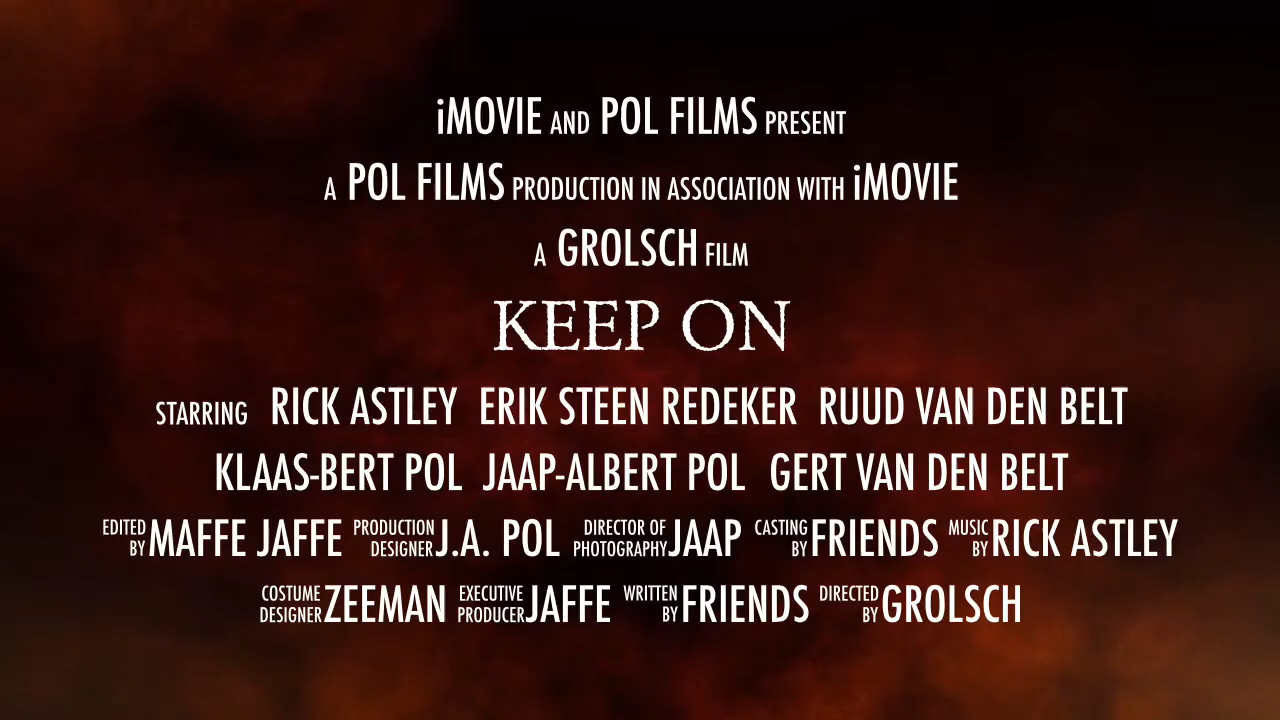 iMOVIE AND POL FILMS PRESENT
A POL FILMS PRODUCTION IN ASSOCIATION WITH iMOVIE
A GROLSCH FILM
KEEP ON
STARRING RICK ASTLEY ERIK STEEN REDEKER RUUD VAN DEN BELT
KLAAS-BERT POL JAAP-ALBERT POL GERT VAN DEN BELT
EDITED BY MAFFE JAFFE PRODUCTION DESIGNER J.A. POL DIRECTOR OF PHOTOGRAPHY JAAP CASTING BY FRIENDS MUSIC BY RICK ASTLEY
COSTUME DESIGNER ZEEMAN EXECUTIVE PRODUCER JAFFE WRITTEN BY FRIENDS DIRECTED BY GROLSCH